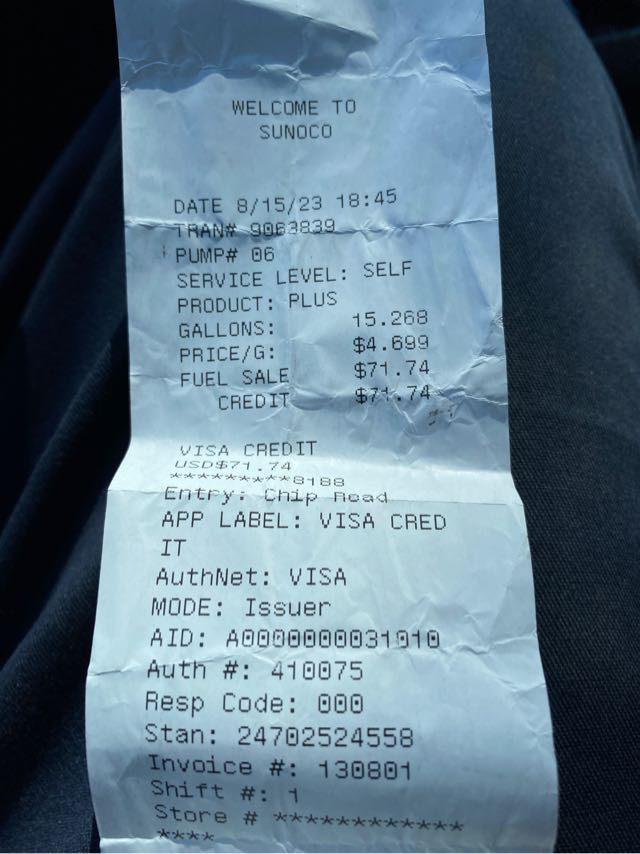 WELCOME TO
SUNOCO
DATE 8/15/23 18:45
TRAN# 9063839
PUMP# 06
SERVICE LEVEL: SELF
PRODUCT: PLUS
GALLONS: 15.268
PRICE/G: $4.699
FUEL SALE $71.74
CREDIT $71.74
VISA CREDIT
USD$71.74
**********8188
Entry: Chip Read
APP LABEL: VISA CRED
IT
AuthNet: VISA
MODE: Issuer
AID: A0000000031010
Auth #: 410075
Resp Code: 000
Stan: 24702524558
Invoice #: 130801
Shift #: 1
Store # ************
****